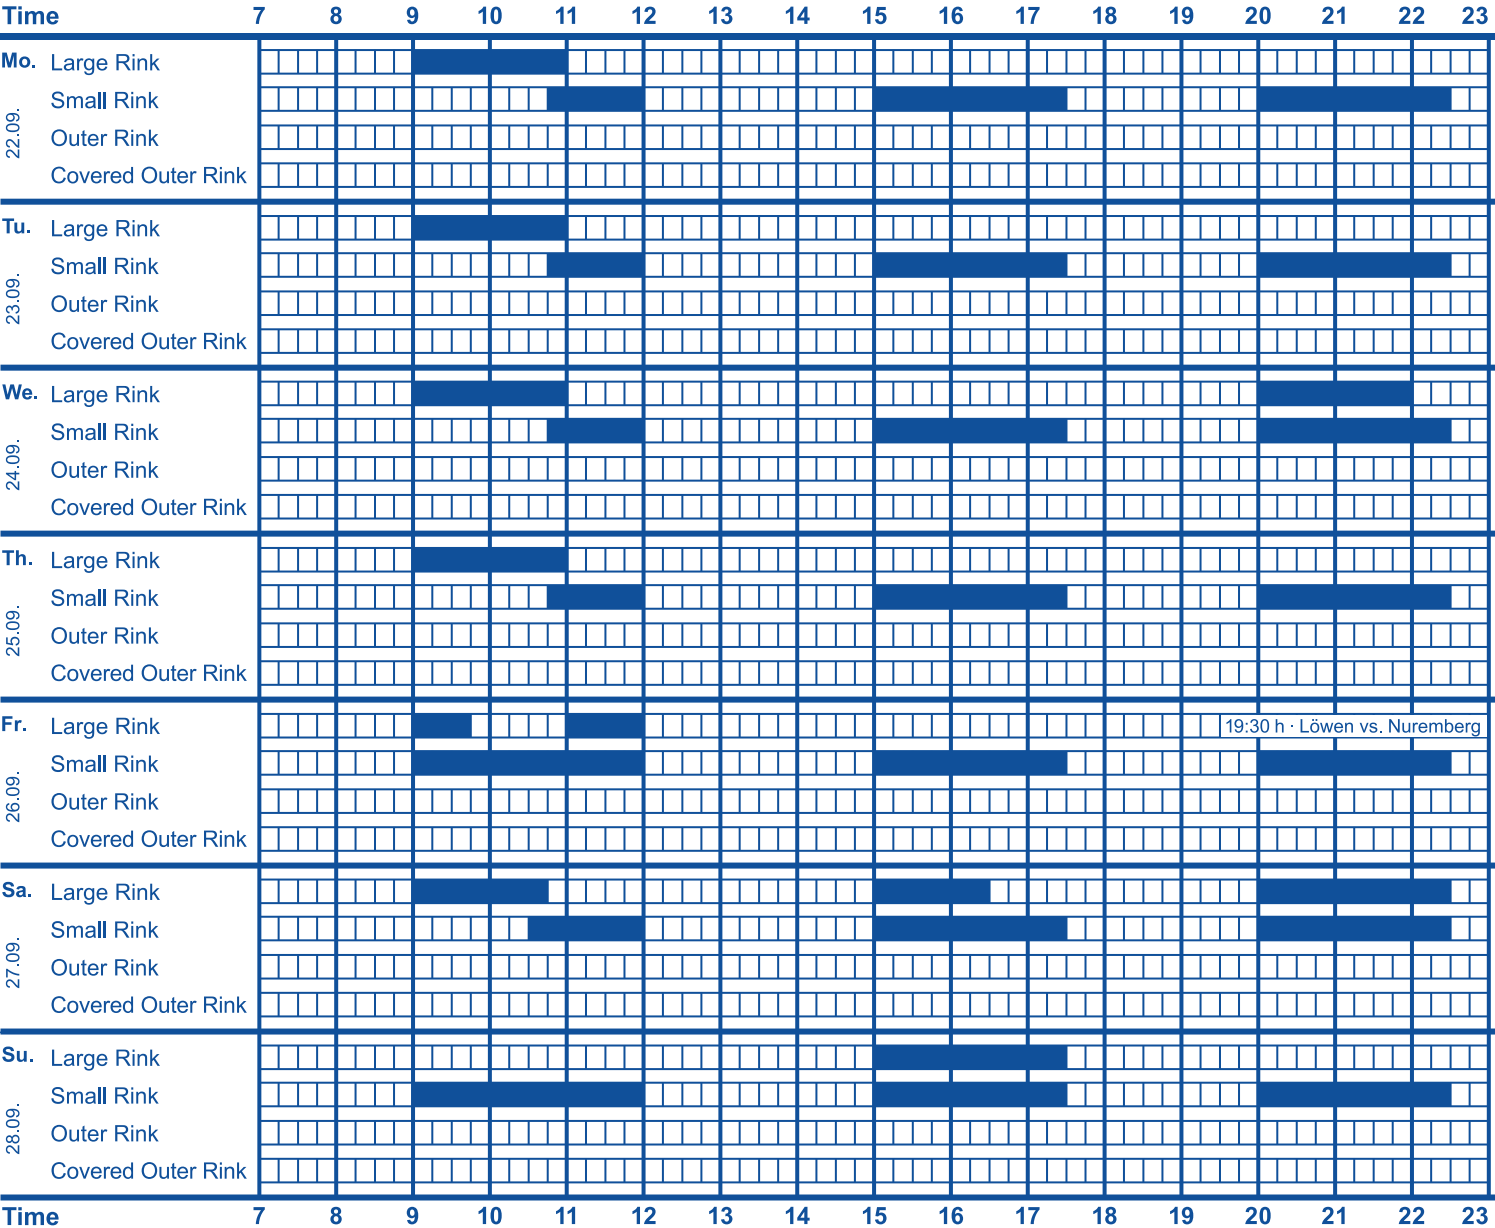 Time 7 8 9 10 11 12 13 14 15 16 17 18 19 20 21 22 23
Mo. Large Rink
Small Rink
22.09.
Outer Rink
Covered Outer Rink
Tu. Large Rink
Small Rink
23.09.
Outer Rink
Covered Outer Rink
We. Large Rink
Small Rink
24.09.
Outer Rink
Covered Outer Rink
Th. Large Rink
Small Rink
25.09.
Outer Rink
Covered Outer Rink
Fr. Large Rink 19:30 h · Löwen vs. Nuremberg
Small Rink
26.09.
Outer Rink
Covered Outer Rink
Sa. Large Rink
Small Rink
27.09.
Outer Rink
Covered Outer Rink
Su. Large Rink
Small Rink
28.09.
Outer Rink
Covered Outer Rink
Time 7 8 9 10 11 12 13 14 15 16 17 18 19 20 21 22 23